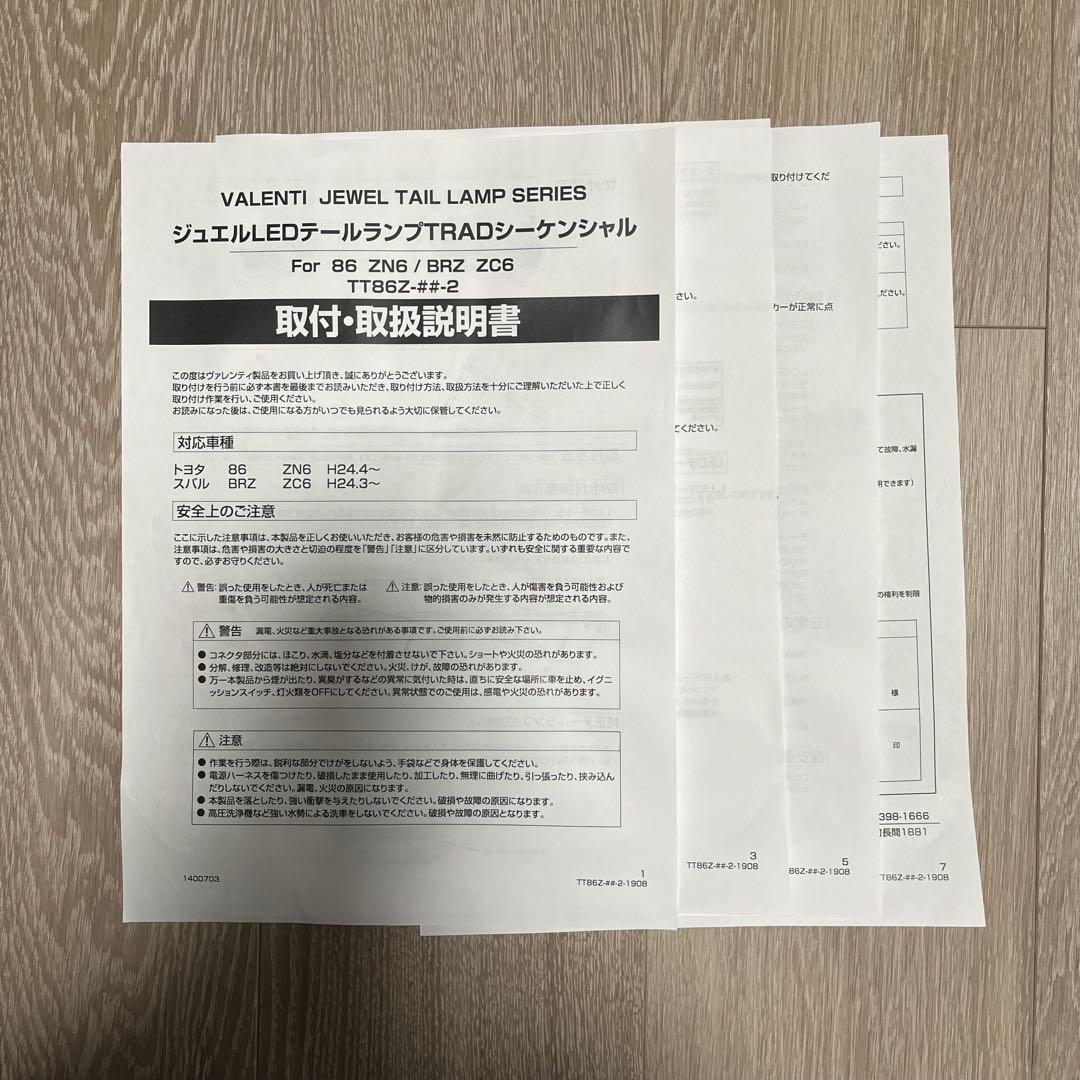 VALENTI JEWEL TAIL LAMP SERIES
ジュエルLEDテールランプTRADシーケンシャル
For 86 ZN6 / BRZ ZC6
TT86Z-##-2
取付・取扱説明書
この度はヴァレンティ製品をお買い上げ頂き、誠にありがとうございます。
取り付けを行う前に必ず本書を最後までお読みいただき、取り付け方法、取扱方法を十分にご理解いただいた上で正しく
取り付け作業を行い、ご使用ください。
お読みになった後は、ご使用になる方がいつでも見られるよう大切に保管してください。
対応車種
トヨタ 86 ZN6 H24.4～
スバル BRZ ZC6 H24.3～
安全上のご注意
ここに示した注意事項は、本製品を正しくお使いいただき、お客様の危害や損害を未然に防止するためのものです。また、
注意事項は、危害や損害の大きさと切迫の程度を「警告」「注意」に区分しています。いずれも安全に関する重要な内容で
すので、必ずお守りください。
警告: 誤った使用をしたとき、人が死亡または
重傷を負う可能性が想定される内容。
注意: 誤った使用をしたとき、人が傷害を負う可能性および
物的損害のみが発生する内容が想定される内容。
警告 漏電、火災など重大事故となる恐れがある事項です。ご使用前に必ずお読み下さい。
● コネクタ部分には、ほこり、水滴、塩分などを付着させないで下さい。ショートや火災の恐れがあります。
● 分解、修理、改造等は絶対にしないでください。火災、けが、故障の恐れがあります。
● 万一本製品から煙が出たり、異臭がするなどの異常に気付いた時は、直ちに安全な場所に車を止め、イグニ
ッションスイッチ、灯火類をOFFにしてください。異常状態でのご使用は、感電や火災の恐れがあります。
注意
● 作業を行う際は、鋭利な部分でけがをしないよう、手袋などで身体を保護してください。
● 電源ハーネスを傷つけたり、破損したまま使用したり、加工したり、無理に曲げたり、引っ張ったり、挟み込ん
だりしないでください。漏電、火災の原因になります。
● 本製品を落としたり、強い衝撃を与えたりしないでください。破損や故障の原因になります。
● 高圧洗浄機など強い水勢による洗車をしないでください。破損や故障の原因となります。
1400703
1
TT86Z-##-2-1908
さい。
てください。
3
TT86Z-##-2-1908
取り付けてくだ
カーが正常に点
5
86Z-##-2-1908
ださい。
ださい。
て故障、水漏
用できます）
の権利を制限
様
印
398-1666
町長間1881
7
TT86Z-##-2-1908